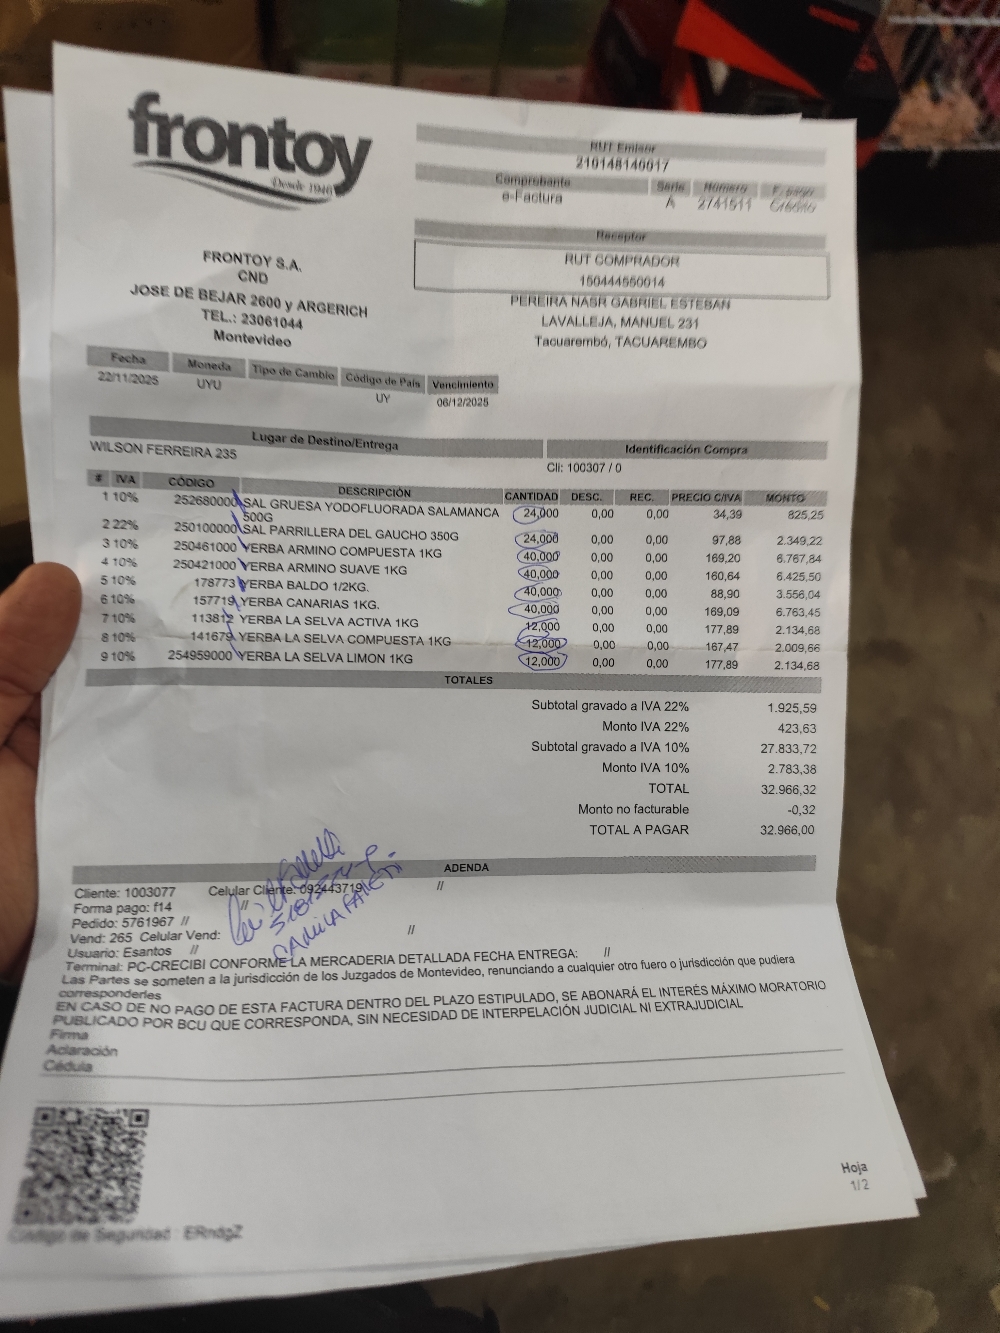 frontoy
Desde 1946
RUT Emisor
210148140017
Comprobante Serie Número F. pago
e-Factura A 2741511 Crédito
Receptor
RUT COMPRADOR
150444550014
PEREIRA NASR GABRIEL ESTEBAN
LAVALLEJA, MANUEL 231
Tacuarembó, TACUAREMBO
FRONTOY S.A.
CND
JOSE DE BEJAR 2600 y ARGERICH
TEL.: 23061044
Montevideo
Fecha Moneda Tipo de Cambio Código de País Vencimiento
22/11/2025 UYU UY 06/12/2025
Lugar de Destino/Entrega Identificación Compra
WILSON FERREIRA 235 Cli: 100307 / 0
# IVA CÓDIGO DESCRIPCIÓN CANTIDAD DESC. REC. PRECIO C/IVA MONTO
1 10% 252680000 SAL GRUESA YODOFLUORADA SALAMANCA 24,000 0,00 0,00 34,39 825,25
500G
2 22% 250100000 SAL PARRILLERA DEL GAUCHO 350G 24,000 0,00 0,00 97,88 2.349,22
3 10% 250461000 YERBA ARMINO COMPUESTA 1KG 40,000 0,00 0,00 169,20 6.767,84
4 10% 250421000 YERBA ARMINO SUAVE 1KG 40,000 0,00 0,00 160,64 6.425,50
5 10% 178773 YERBA BALDO 1/2KG. 40,000 0,00 0,00 88,90 3.556,04
6 10% 157719 YERBA CANARIAS 1KG. 40,000 0,00 0,00 169,09 6.763,45
7 10% 113812 YERBA LA SELVA ACTIVA 1KG 12,000 0,00 0,00 177,89 2.134,68
8 10% 141679 YERBA LA SELVA COMPUESTA 1KG 12,000 0,00 0,00 167,47 2.009,66
9 10% 254959000 YERBA LA SELVA LIMON 1KG 12,000 0,00 0,00 177,89 2.134,68
TOTALES
Subtotal gravado a IVA 22% 1.925,59
Monto IVA 22% 423,63
Subtotal gravado a IVA 10% 27.833,72
Monto IVA 10% 2.783,38
TOTAL 32.966,32
Monto no facturable -0,32
TOTAL A PAGAR 32.966,00
ADENDA
Cliente: 1003077 Celular Cliente: 092443719 //
Forma pago: f14 //
Pedido: 5761967 //
Vend: 265 Celular Vend: //
Usuario: Esantos //
CAMILA
Terminal: PC-CRECIBI CONFORME LA MERCADERIA DETALLADA FECHA ENTREGA: //
Las Partes se someten a la jurisdicción de los Juzgados de Montevideo, renunciando a cualquier otro fuero o jurisdicción que pudiera
corresponderles
EN CASO DE NO PAGO DE ESTA FACTURA DENTRO DEL PLAZO ESTIPULADO, SE ABONARÁ EL INTERÉS MÁXIMO MORATORIO
PUBLICADO POR BCU QUE CORRESPONDA, SIN NECESIDAD DE INTERPELACIÓN JUDICIAL NI EXTRAJUDICIAL
Firma
Aclaración
Cédula
Hoja
1/2
Código de Seguridad : ERndgZ